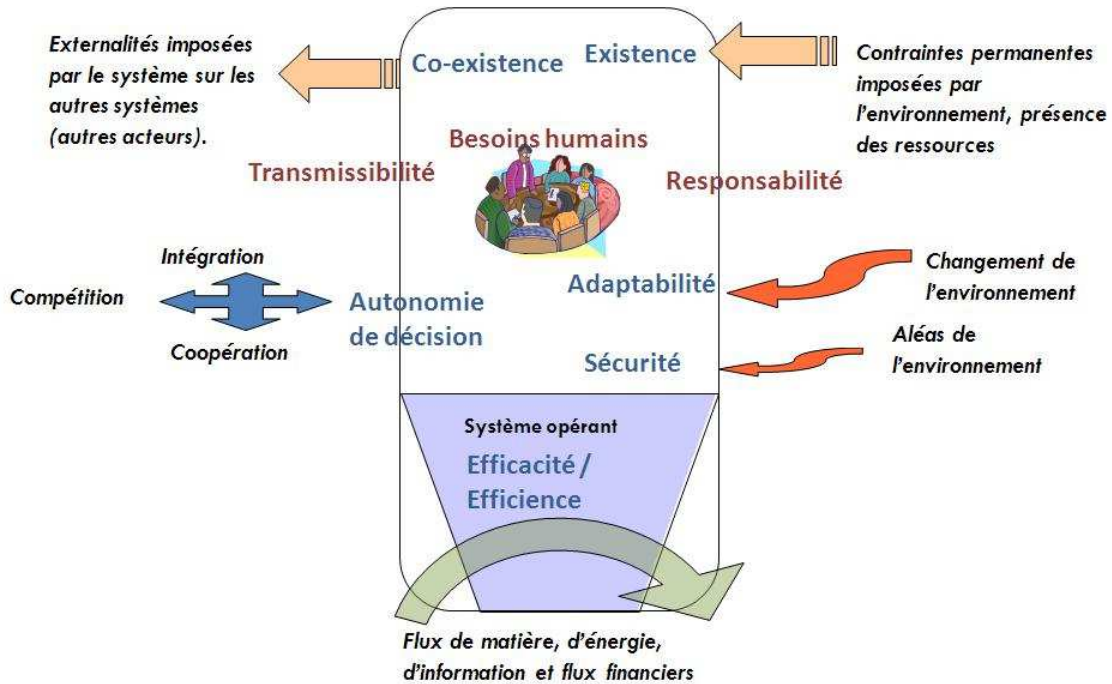 Externalités imposées
par le système sur les
autres systèmes
(autres acteurs).
Co-existence
Existence
Contraintes permanentes
imposées par
l'environnement, présence
des ressources
Besoins humains
Transmissibilité
Responsabilité
Intégration
Compétition
Coopération
Autonomie
de décision
Adaptabilité
Changement de
l'environnement
Sécurité
Aléas de
l'environnement
Système opérant
Efficacité /
Efficience
Flux de matière, d'énergie,
d'information et flux financiers